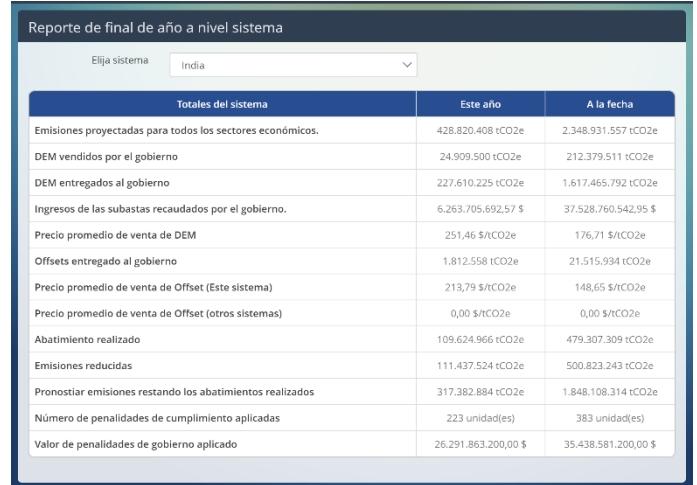 Reporte de final de año a nivel sistema
Elija sistema India
Totales del sistema Este año A la fecha
Emisiones proyectadas para todos los sectores económicos. 428.820.408 tCO2e 2.348.931.557 tCO2e
DEM vendidos por el gobierno 24.909.500 tCO2e 212.379.511 tCO2e
DEM entregados al gobierno 227.610.225 tCO2e 1.617.465.792 tCO2e
Ingresos de las subastas recaudados por el gobierno. 6.263.705.692,57 $ 37.528.760.542,95 $
Precio promedio de venta de DEM 251,46 $/tCO2e 176,71 $/tCO2e
Offsets entregado al gobierno 1.812.558 tCO2e 21.515.934 tCO2e
Precio promedio de venta de Offset (Este sistema) 213,79 $/tCO2e 148,65 $/tCO2e
Precio promedio de venta de Offset (otros sistemas) 0,00 $/tCO2e 0,00 $/tCO2e
Abatimiento realizado 109.624.966 tCO2e 479.307.309 tCO2e
Emisiones reducidas 111.437.524 tCO2e 500.823.243 tCO2e
Pronostiar emisiones restando los abatimientos realizados 317.382.884 tCO2e 1.848.108.314 tCO2e
Número de penalidades de cumplimiento aplicadas 223 unidad(es) 383 unidad(es)
Valor de penalidades de gobierno aplicado 26.291.863.200,00 $ 35.438.581.200,00 $